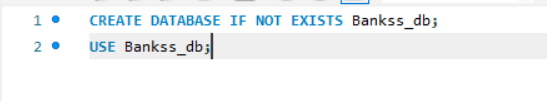 1 CREATE DATABASE IF NOT EXISTS Bankss_db;
2 USE Bankss_db;